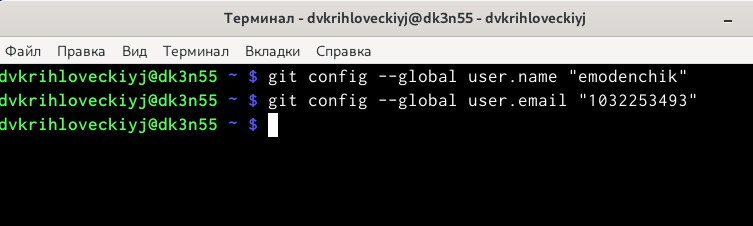 Терминал - dvkrihloveckiyj@dk3n55 - dvkrihloveckiyj
Файл Правка Вид Терминал Вкладки Справка
dvkrihloveckiyj@dk3n55 ~ $ git config --global user.name "emodenchik"
dvkrihloveckiyj@dk3n55 ~ $ git config --global user.email "1032253493"
dvkrihloveckiyj@dk3n55 ~ $